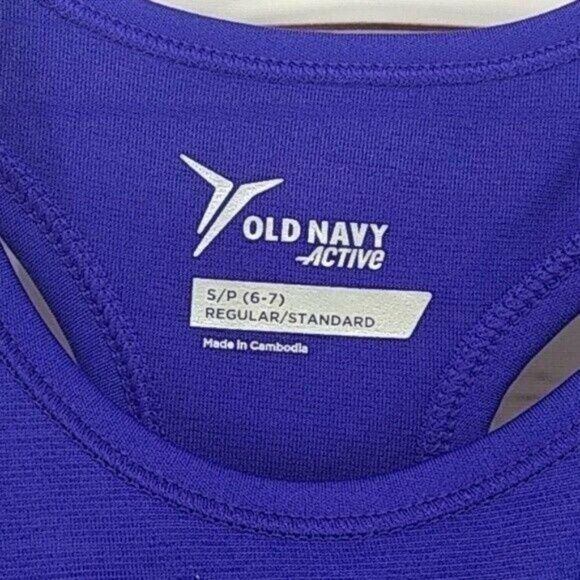 OLD NAVY
ACTIVE
S/P (6-7)
REGULAR/STANDARD
Made in Cambodia